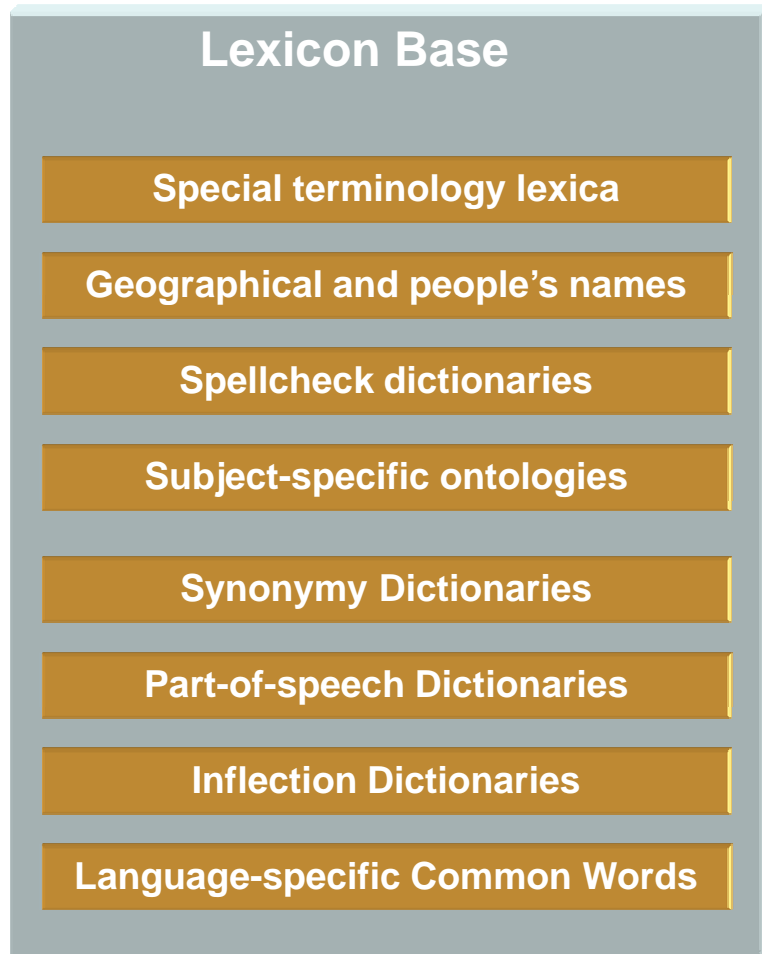 Lexicon Base
Special terminology lexica
Geographical and people’s names
Spellcheck dictionaries
Subject-specific ontologies
Synonymy Dictionaries
Part-of-speech Dictionaries
Inflection Dictionaries
Language-specific Common Words